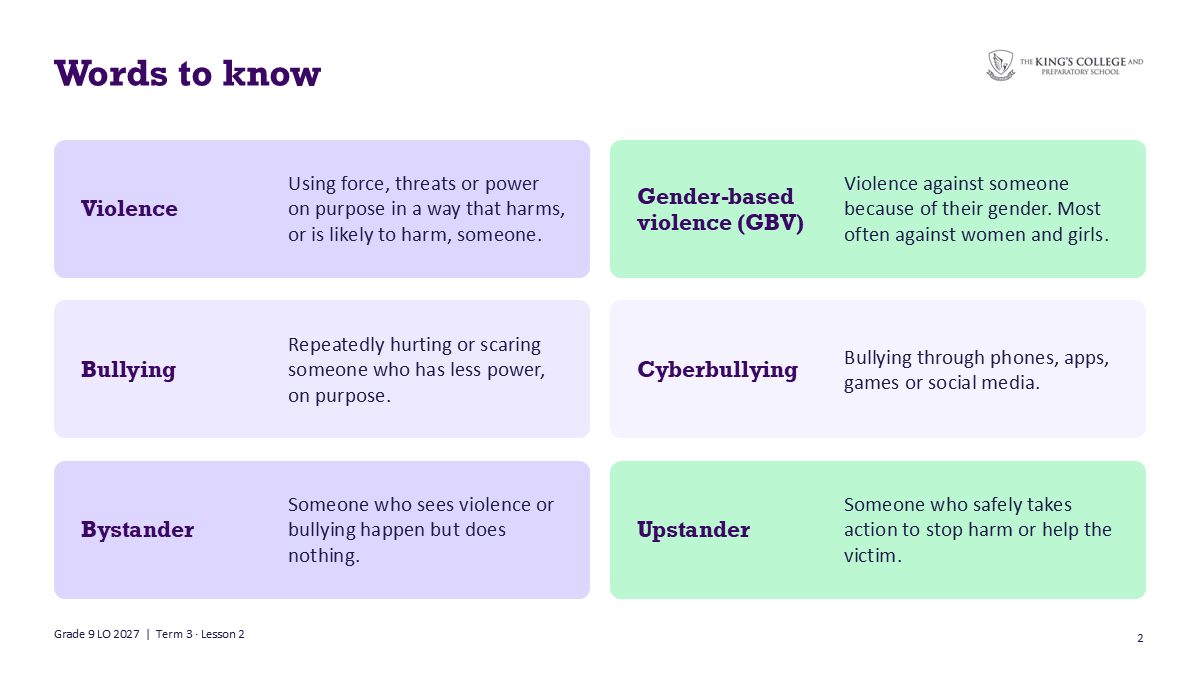 Words to know
THE KING'S COLLEGE AND
PREPARATORY SCHOOL
Violence
Using force, threats or power
on purpose in a way that harms,
or is likely to harm, someone.
Gender-based
violence (GBV)
Violence against someone
because of their gender. Most
often against women and girls.
Bullying
Repeatedly hurting or scaring
someone who has less power,
on purpose.
Cyberbullying
Bullying through phones, apps,
games or social media.
Bystander
Someone who sees violence or
bullying happen but does
nothing.
Upstander
Someone who safely takes
action to stop harm or help the
victim.
Grade 9 LO 2027 | Term 3 · Lesson 2
2